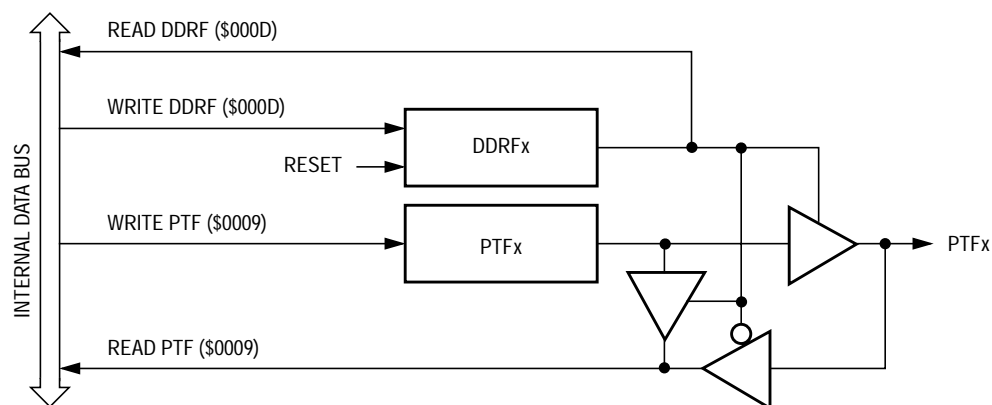 READ DDRF ($000D)
WRITE DDRF ($000D)
DDRFx
RESET
INTERNAL DATA BUS
WRITE PTF ($0009)
PTFx
PTFx
READ PTF ($0009)